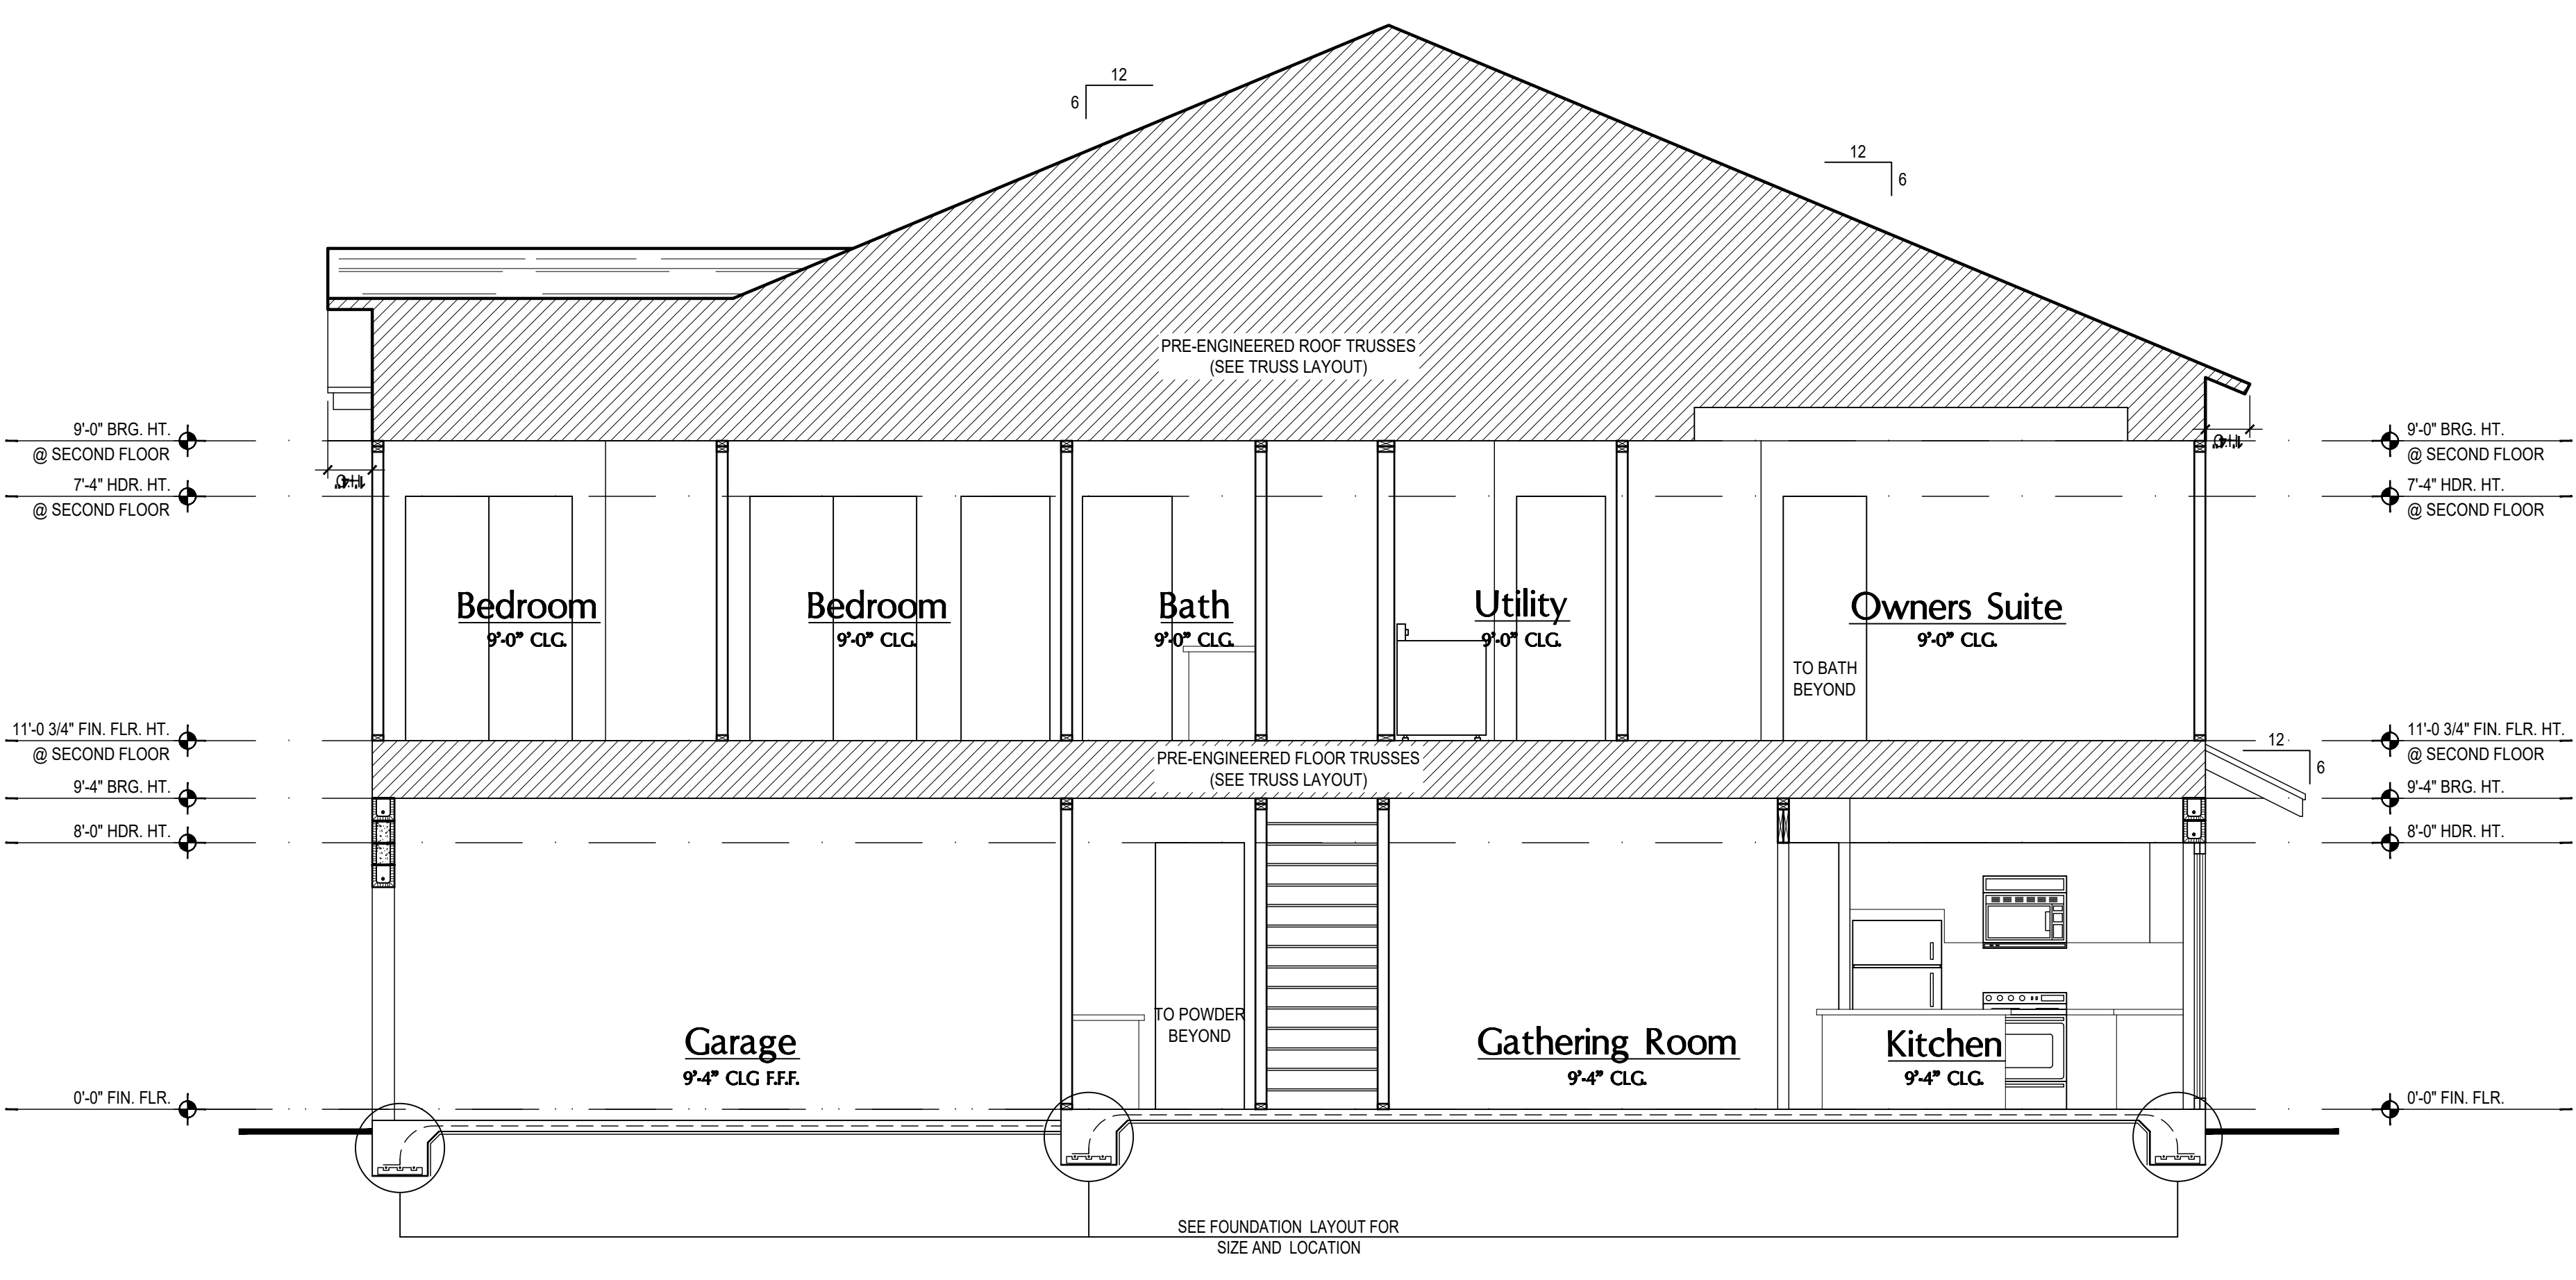 12
6
12
6
PRE-ENGINEERED ROOF TRUSSES
(SEE TRUSS LAYOUT)
9'-0" BRG. HT.
@ SECOND FLOOR
9'-0" BRG. HT.
@ SECOND FLOOR
7'-4" HDR. HT.
@ SECOND FLOOR
7'-4" HDR. HT.
@ SECOND FLOOR
Bedroom
9'-0" CLG.
Bedroom
9'-0" CLG.
Bath
9'-0" CLG.
Utility
9'-0" CLG.
Owners Suite
9'-0" CLG.
TO BATH
BEYOND
11'-0 3/4" FIN. FLR. HT.
@ SECOND FLOOR
11'-0 3/4" FIN. FLR. HT.
@ SECOND FLOOR
PRE-ENGINEERED FLOOR TRUSSES
(SEE TRUSS LAYOUT)
12
6
9'-4" BRG. HT.
9'-4" BRG. HT.
8'-0" HDR. HT.
8'-0" HDR. HT.
Garage
9'-4" CLG F.F.F.
TO POWDER
BEYOND
Gathering Room
9'-4" CLG.
Kitchen
9'-4" CLG.
0'-0" FIN. FLR.
0'-0" FIN. FLR.
SEE FOUNDATION LAYOUT FOR
SIZE AND LOCATION